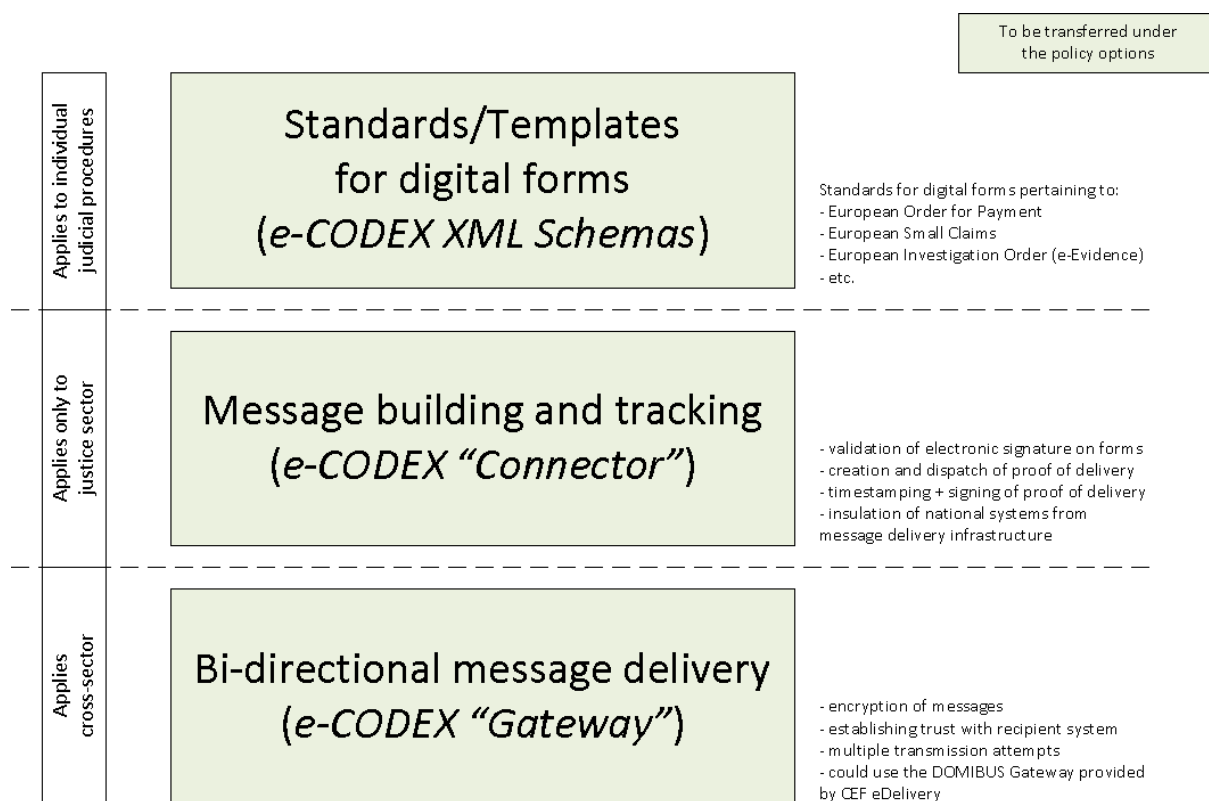 To be transferred under
the policy options
Applies to individual
judicial procedures
Standards/Templates
for digital forms
(e-CODEX XML Schemas)
Standards for digital forms pertaining to:
- European Order for Payment
- European Small Claims
- European Investigation Order (e-Evidence)
- etc.
Applies only to
justice sector
Message building and tracking
(e-CODEX “Connector”)
- validation of electronic signature on forms
- creation and dispatch of proof of delivery
- timestamping + signing of proof of delivery
- insulation of national systems from
message delivery infrastructure
Applies
cross-sector
Bi-directional message delivery
(e-CODEX “Gateway”)
- encryption of messages
- establishing trust with recipient system
- multiple transmission attempts
- could use the DOMIBUS Gateway provided
by CEF eDelivery